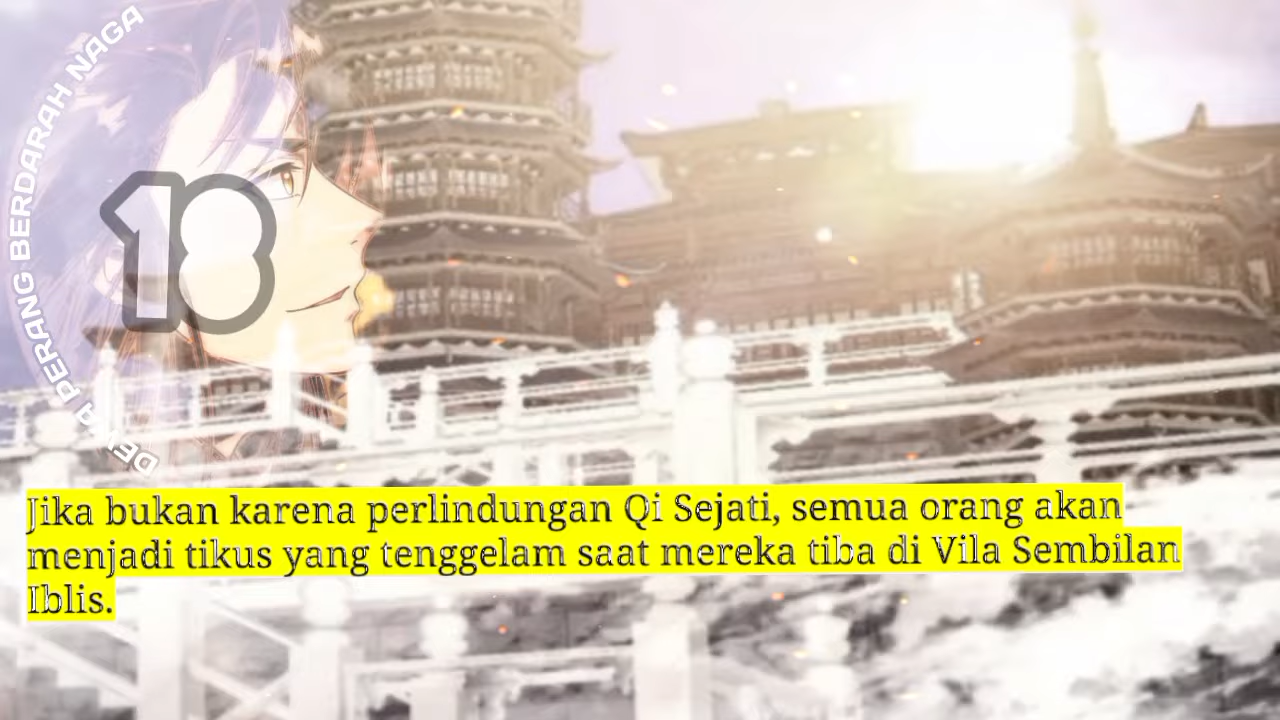 DEWA PERANG BERDARAH NAGA
18
Jika bukan karena perlindungan Qi Sejati, semua orang akan
menjadi tikus yang tenggelam saat mereka tiba di Vila Sembilan
Iblis.